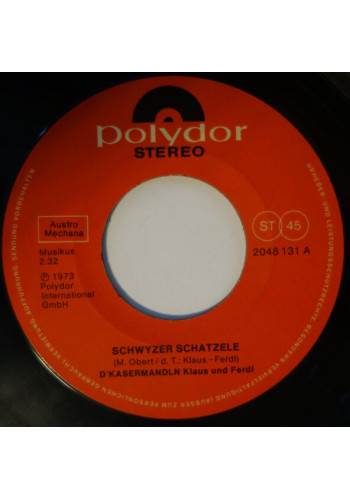 polydor
STEREO
Austro
Mechana
Musikus
2.32
Ⓟ 1973
Polydor
International
GmbH
ST 45
2048 131 A
SCHWYZER SCHATZELE
(M. Obert / d. T.: Klaus - Ferdl)
D'KASERMANDLN Klaus und Ferdl